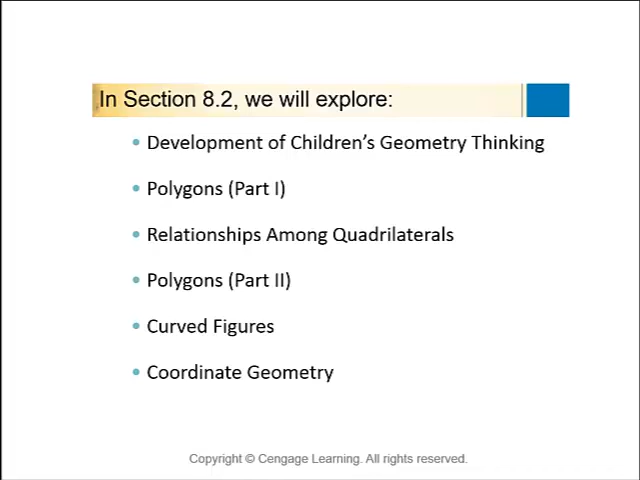 In Section 8.2, we will explore:
• Development of Children's Geometry Thinking
• Polygons (Part I)
• Relationships Among Quadrilaterals
• Polygons (Part II)
• Curved Figures
• Coordinate Geometry
Copyright © Cengage Learning. All rights reserved.